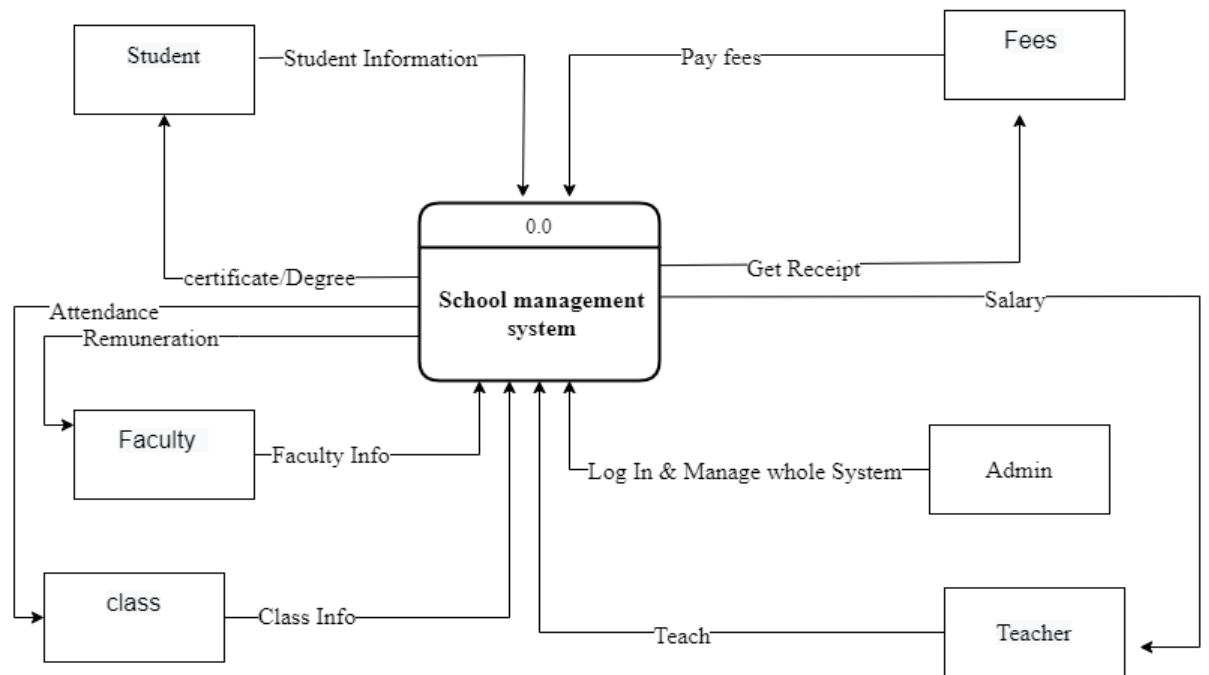 Student
Student Information
Pay fees
Fees
0.0
School management
system
certificate/Degree
Get Receipt
Attendance
Salary
Remuneration
Faculty
Faculty Info
Log In & Manage whole System
Admin
class
Class Info
Teach
Teacher